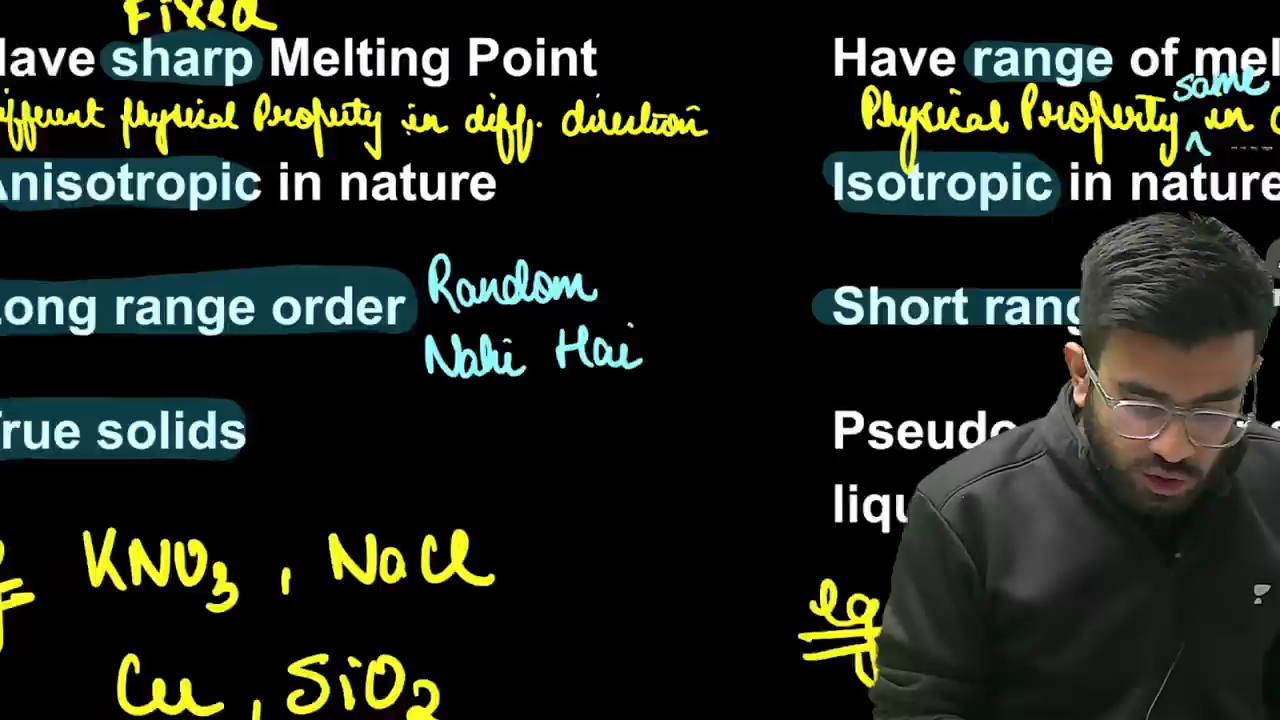 Fixed
Have sharp Melting Point
Different physical Property in diff. direction
Anisotropic in nature
Long range order
Random
Nahi Hai
True solids
KNO3, NaCl
Cu, SiO2
Have range of mel
same
Physical Property ^ in
Isotropic in nature
Short rang
Pseudo
liqu
eg